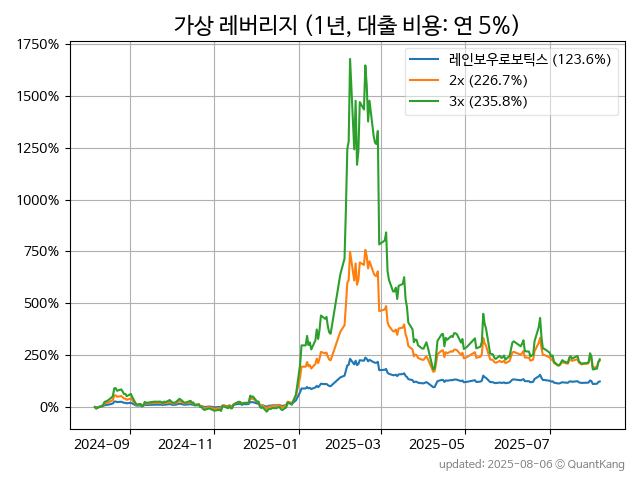 가상 레버리지 (1년, 대출 비용: 연 5%)
1750%
1500%
1250%
1000%
750%
500%
250%
0%
레인보우로보틱스 (123.6%)
2x (226.7%)
3x (235.8%)
2024-09 2024-11 2025-01 2025-03 2025-05 2025-07
updated: 2025-08-06 © QuantKang